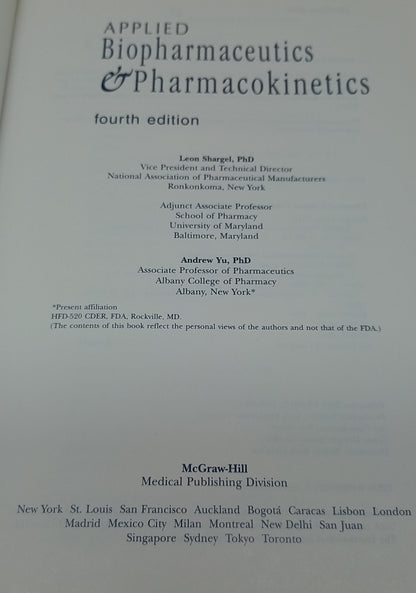 APPLIED
Biopharmaceutics
& Pharmacokinetics
fourth edition
Leon Shargel, PhD
Vice President and Technical Director
National Association of Pharmaceutical Manufacturers
Ronkonkoma, New York
Adjunct Associate Professor
School of Pharmacy
University of Maryland
Baltimore, Maryland
Andrew Yu, PhD
Associate Professor of Pharmaceutics
Albany College of Pharmacy
Albany, New York*
*Present affiliation
HFD-520 CDER, FDA, Rockville, MD.
(The contents of this book reflect the personal views of the authors and not that of the FDA.)
McGraw-Hill
Medical Publishing Division
New York St. Louis San Francisco Auckland Bogotá Caracas Lisbon London
Madrid Mexico City Milan Montreal New Delhi San Juan
Singapore Sydney Tokyo Toronto